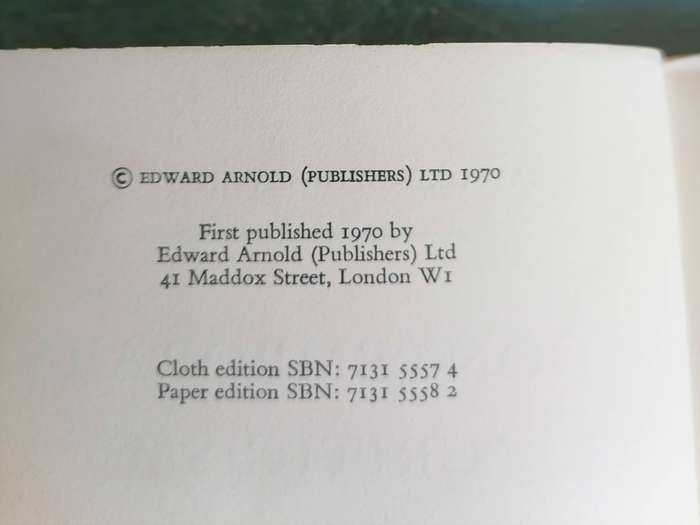 © EDWARD ARNOLD (PUBLISHERS) LTD 1970
First published 1970 by
Edward Arnold (Publishers) Ltd
41 Maddox Street, London W1
Cloth edition SBN: 7131 5557 4
Paper edition SBN: 7131 5558 2